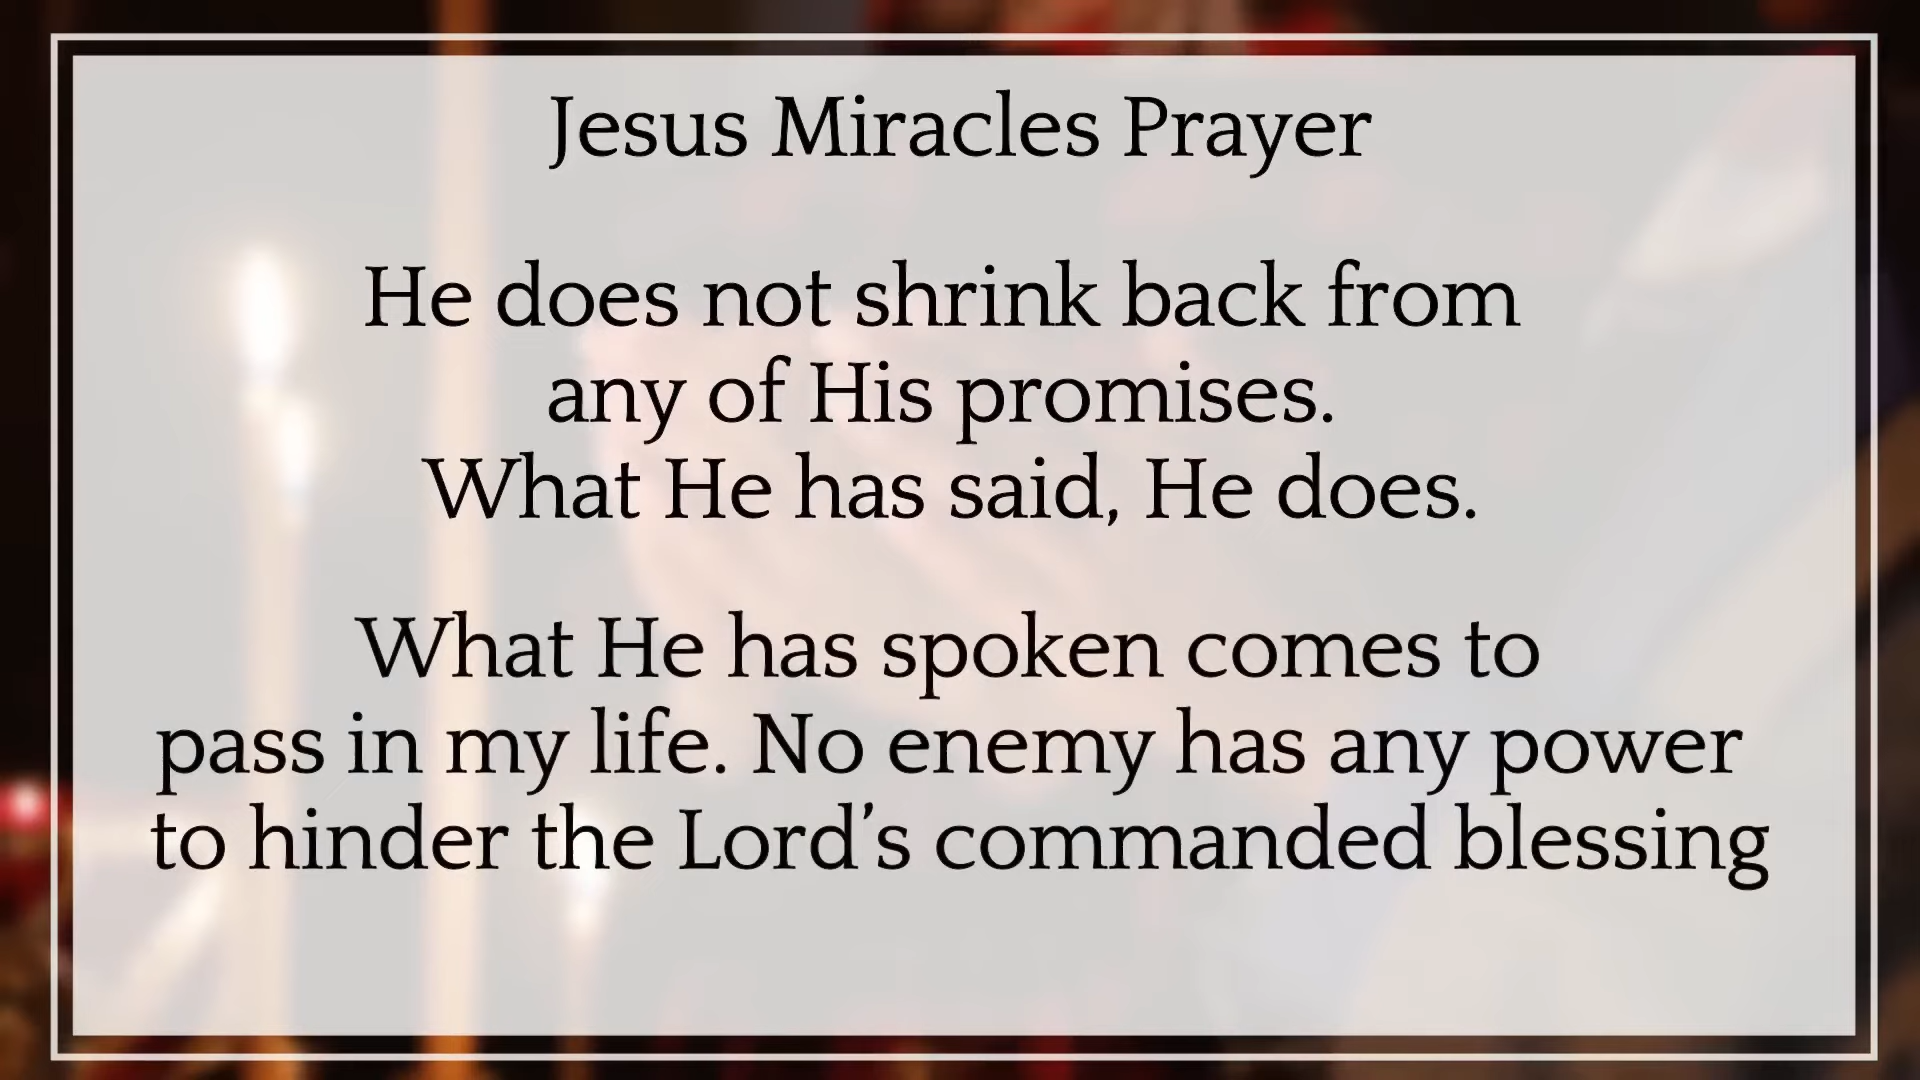 Jesus Miracles Prayer
He does not shrink back from
any of His promises.
What He has said, He does.
What He has spoken comes to
pass in my life. No enemy has any power
to hinder the Lord’s commanded blessing